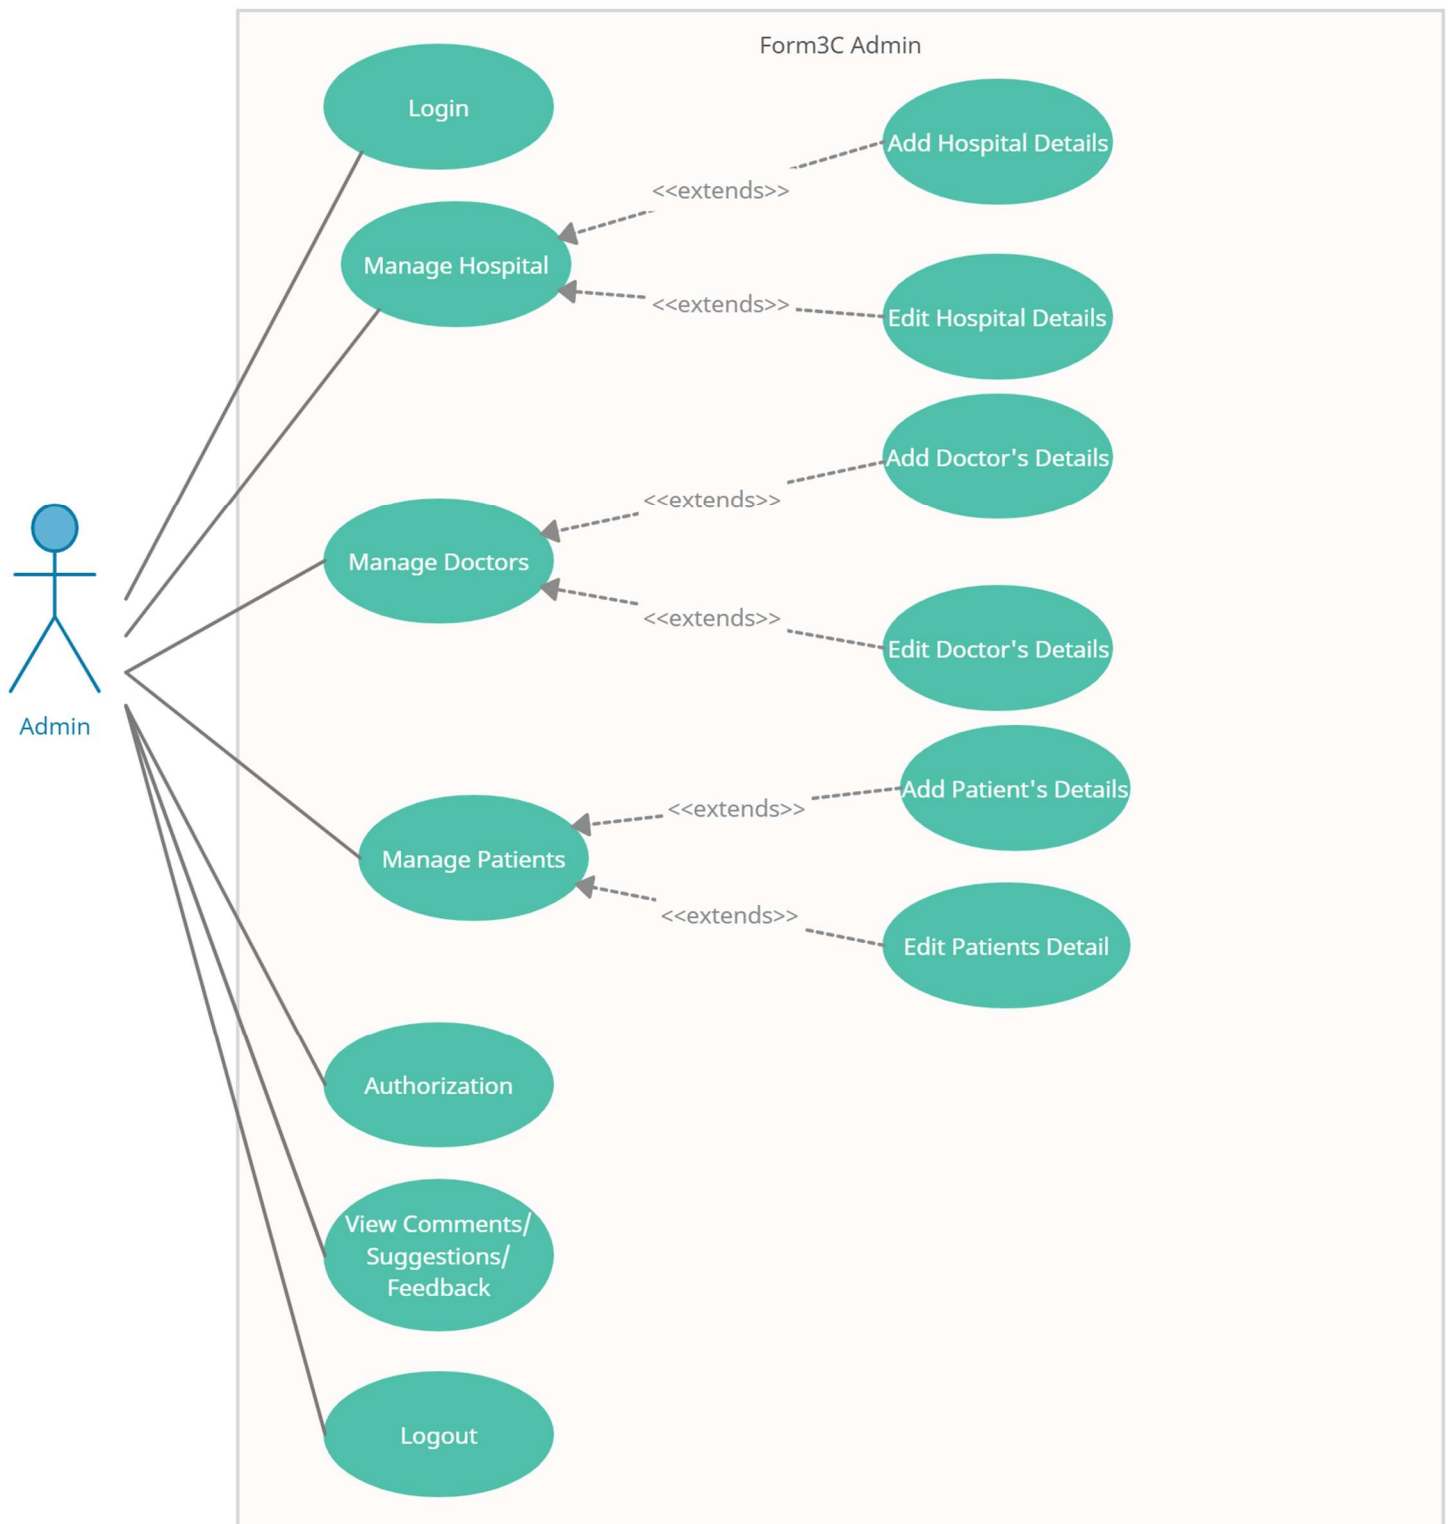 Form3C Admin
Login
Add Hospital Details
<<extends>>
Manage Hospital
<<extends>>
Edit Hospital Details
Add Doctor's Details
<<extends>>
Manage Doctors
<<extends>>
Edit Doctor's Details
Admin
Add Patient's Details
<<extends>>
Manage Patients
<<extends>>
Edit Patients Detail
Authorization
View Comments/
Suggestions/
Feedback
Logout